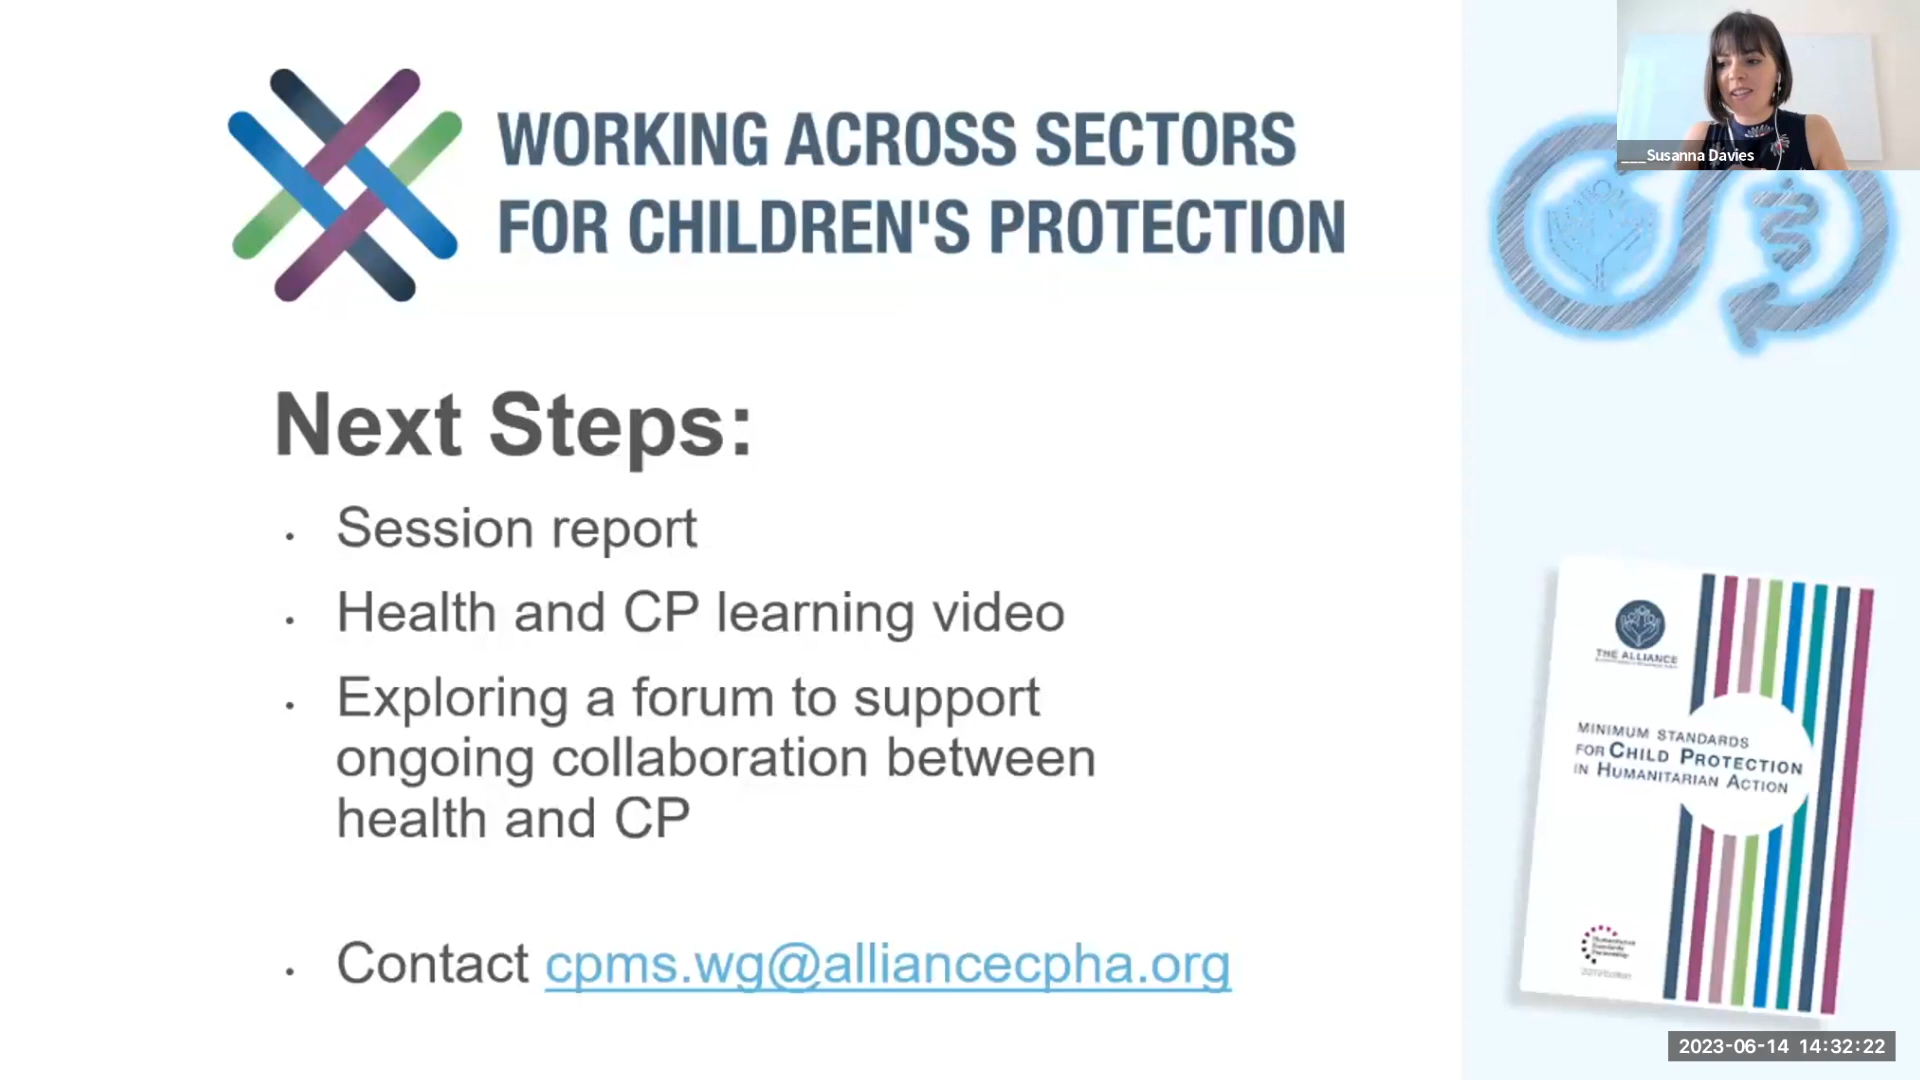 WORKING ACROSS SECTORS
FOR CHILDREN'S PROTECTION
___Susanna Davies
Next Steps:
• Session report
• Health and CP learning video
• Exploring a forum to support
ongoing collaboration between
health and CP
• Contact cpms.wg@alliancecpha.org
THE ALLIANCE
MINIMUM STANDARDS
FOR CHILD PROTECTION
IN HUMANITARIAN ACTION
2023-06-14 14:32:22